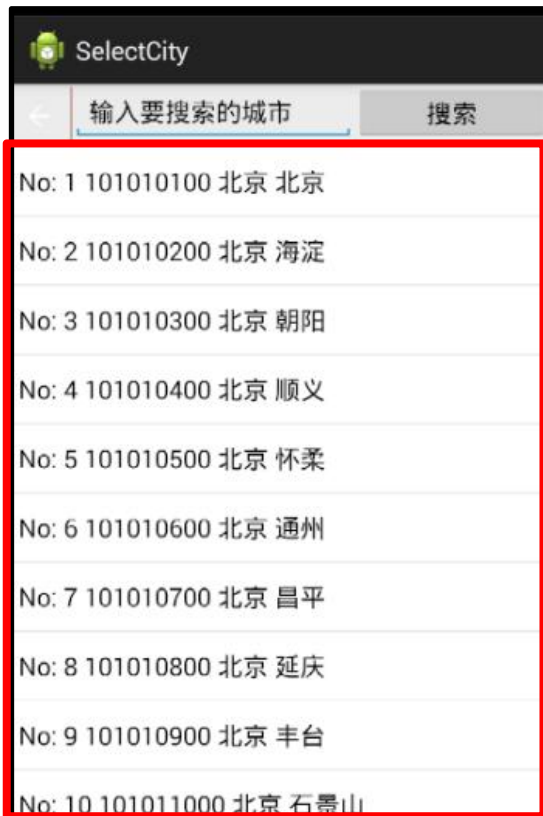 SelectCity
输入要搜索的城市 搜索
No: 1 101010100 北京 北京
No: 2 101010200 北京 海淀
No: 3 101010300 北京 朝阳
No: 4 101010400 北京 顺义
No: 5 101010500 北京 怀柔
No: 6 101010600 北京 通州
No: 7 101010700 北京 昌平
No: 8 101010800 北京 延庆
No: 9 101010900 北京 丰台
No: 10 101011000 北京 石景山